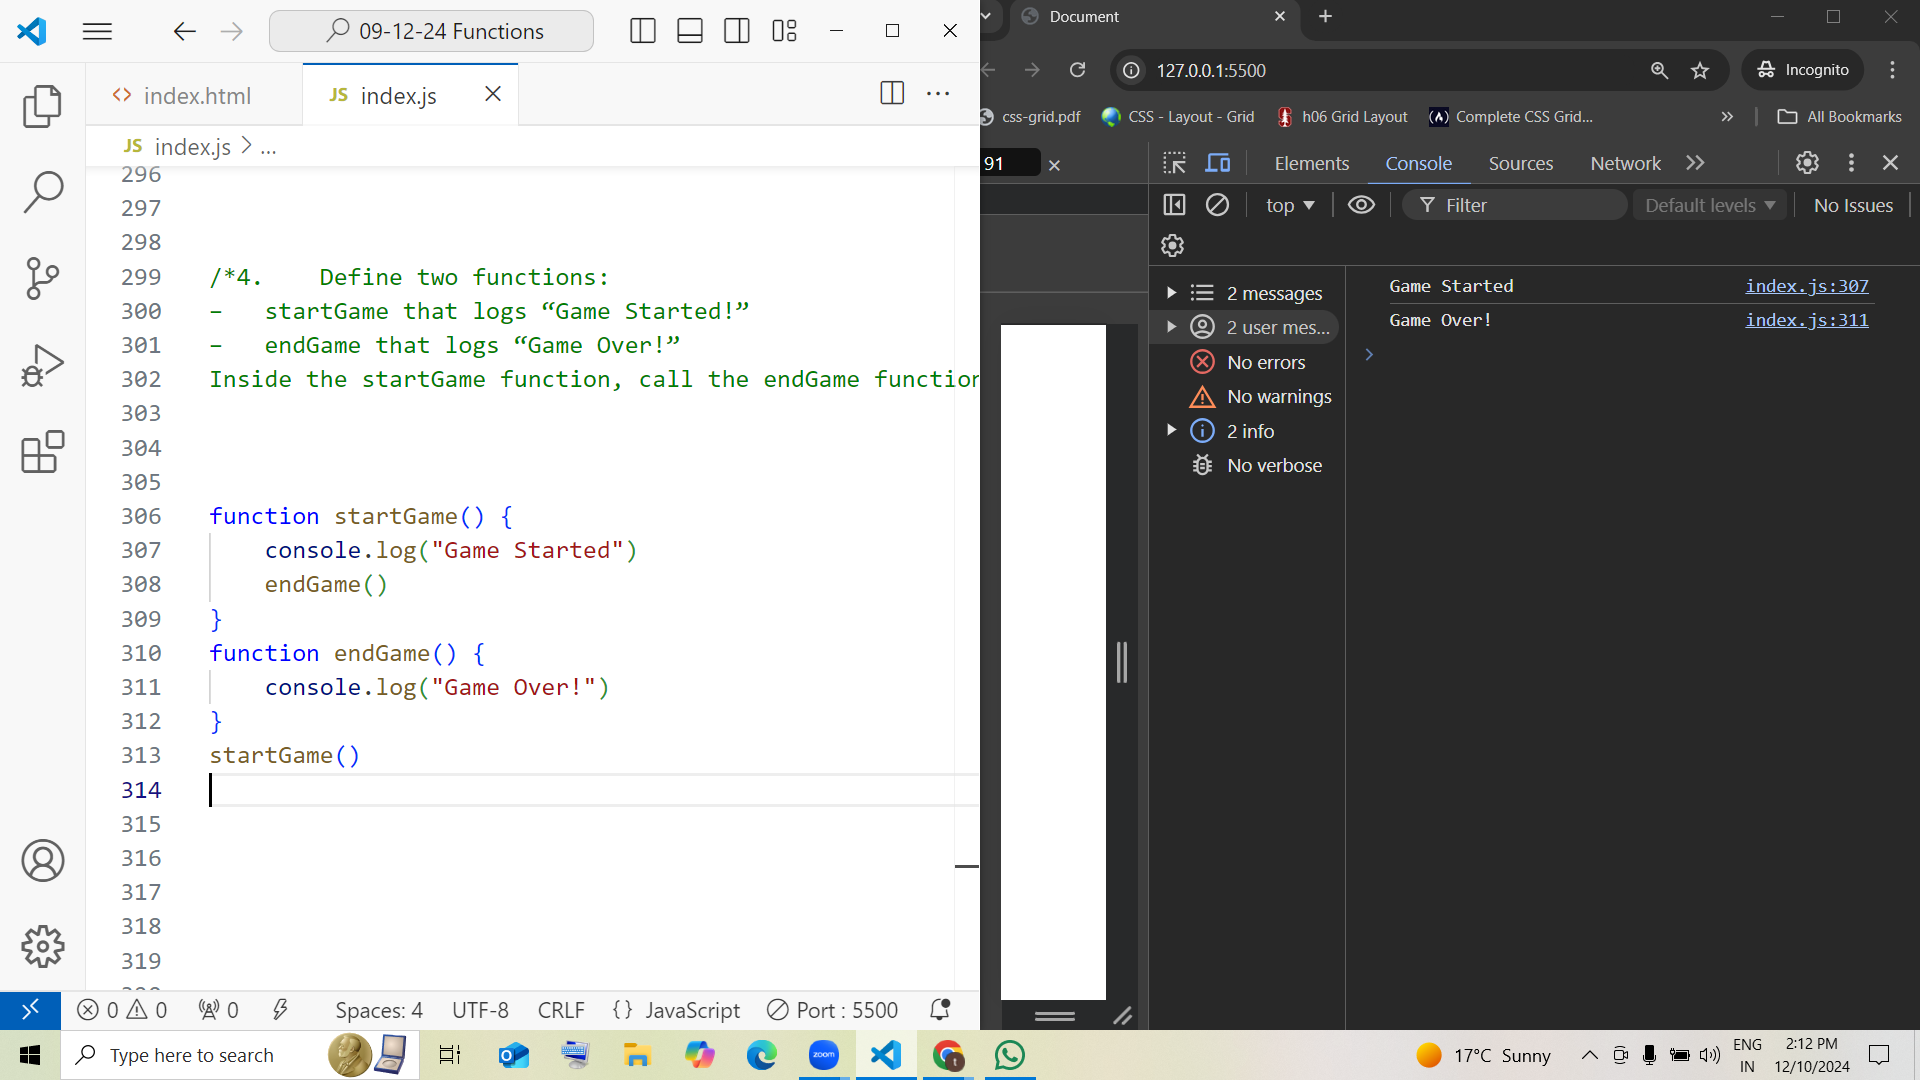 09-12-24 Functions
index.html
JS index.js
JS index.js > ...
296
297
298
299 /*4. Define two functions:
300 – startGame that logs “Game Started!”
301 – endGame that logs “Game Over!”
302 Inside the startGame function, call the endGame function
303
304
305
306 function startGame() {
307 console.log("Game Started")
308 endGame()
309 }
310 function endGame() {
311 console.log("Game Over!")
312 }
313 startGame()
314
315
316
317
318
319
0 0 0 Spaces: 4 UTF-8 CRLF {} JavaScript Port : 5500
Document
127.0.0.1:5500
Incognito
css-grid.pdf CSS - Layout - Grid h06 Grid Layout Complete CSS Grid... » All Bookmarks
91
Elements Console Sources Network
top Filter Default levels No Issues
2 messages
2 user mes...
No errors
No warnings
2 info
No verbose
Game Started index.js:307
Game Over! index.js:311
Type here to search
zoom
17°C Sunny
ENG
IN
2:12 PM
12/10/2024